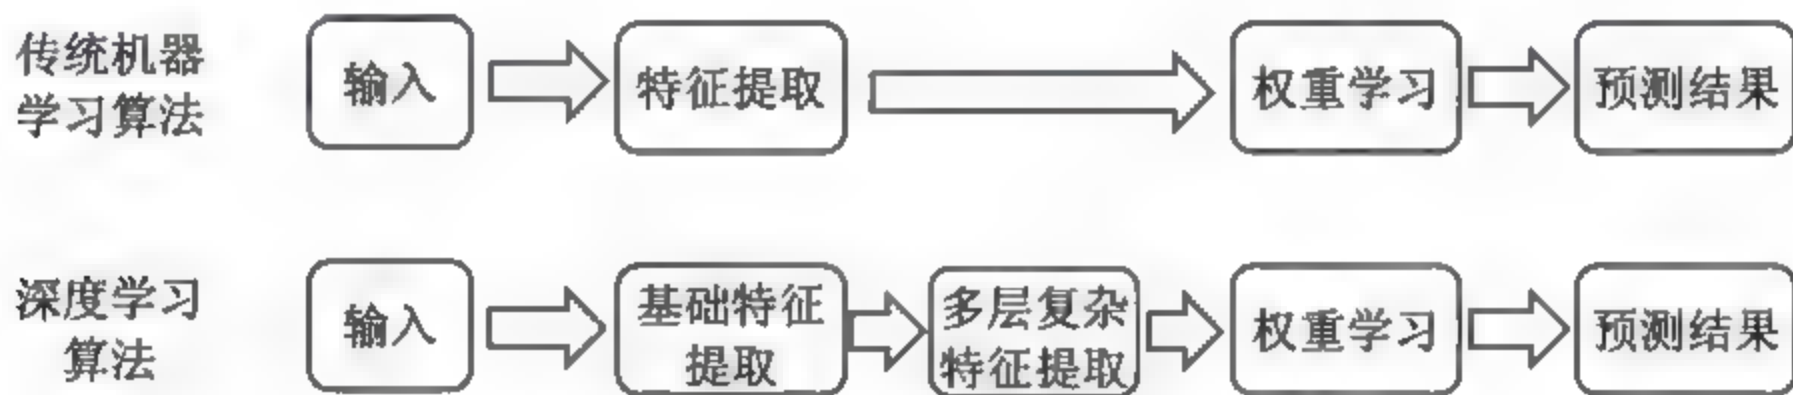 传统机器
学习算法
输入
特征提取
权重学习
预测结果
深度学习
算法
输入
基础特征
提取
多层复杂
特征提取
权重学习
预测结果